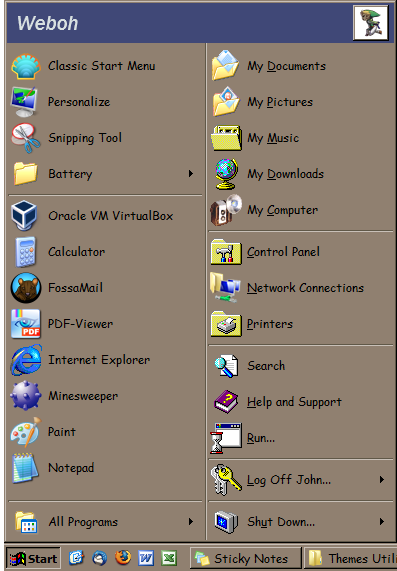 Weboh
Classic Start Menu
Personalize
Snipping Tool
Battery
Oracle VM VirtualBox
Calculator
FossaMail
PDF-Viewer
PDF
Internet Explorer
Minesweeper
Paint
Notepad
All Programs
My Documents
My Pictures
My Music
My Downloads
My Computer
Control Panel
Network Connections
Printers
Search
Help and Support
Run...
Log Off John...
Shut Down...
Start
Sticky Notes
Themes Util